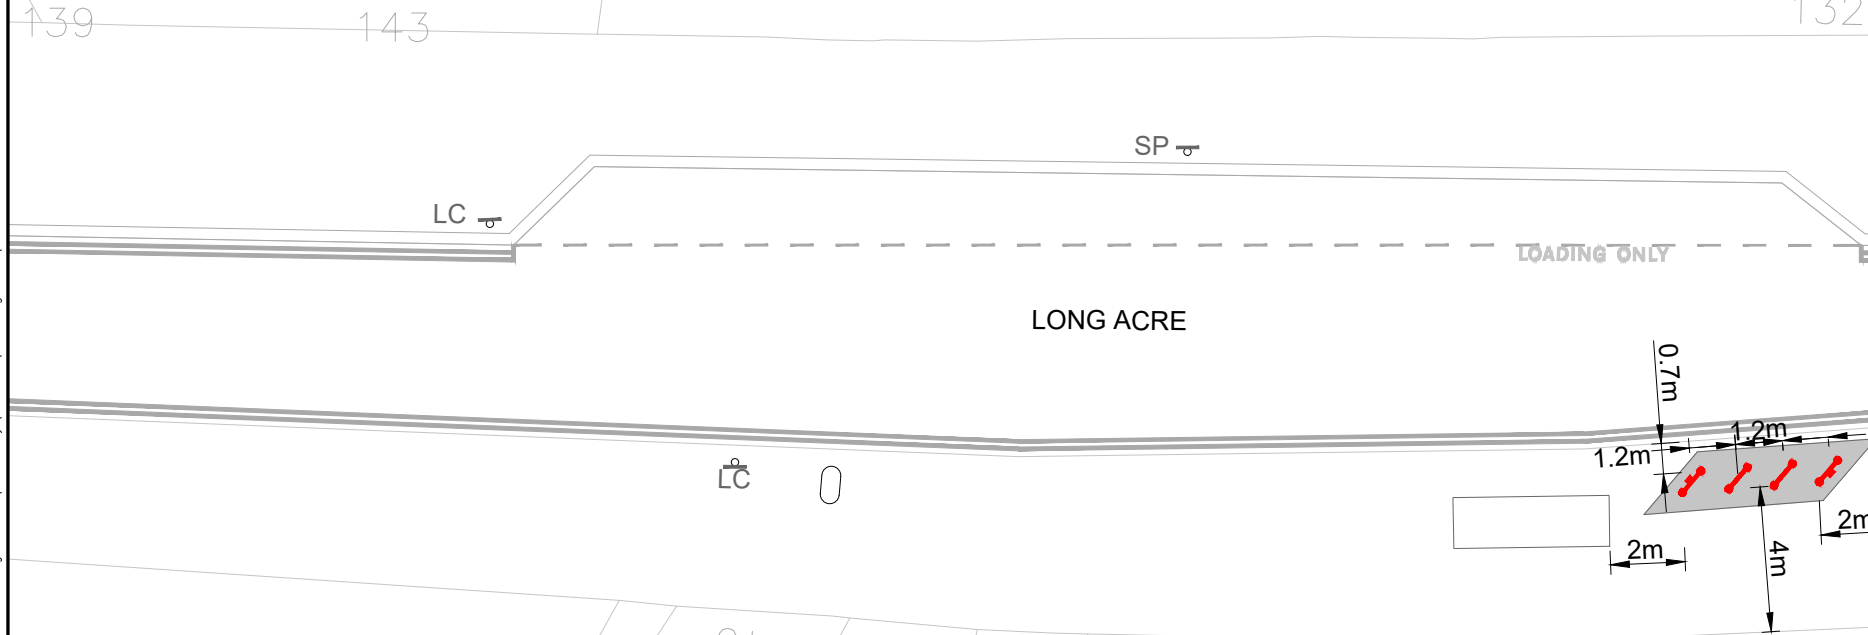 139
143
132
SP
LC
LOADING ONLY
LONG ACRE
0.7m
1.2m
1.2m
LC
2m
2m
4m